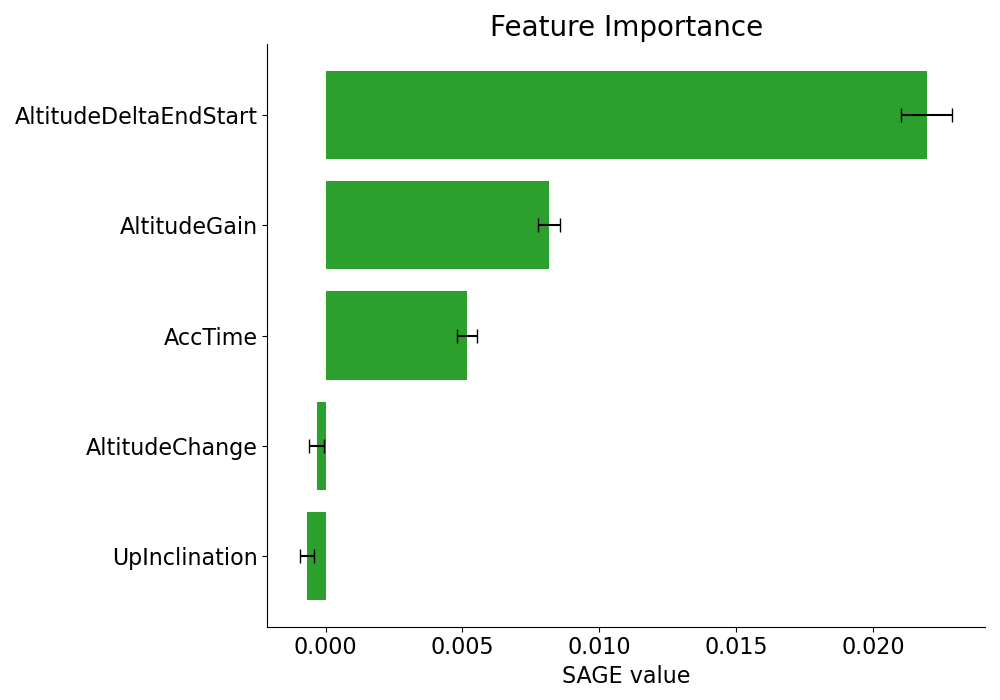 Feature Importance
AltitudeDeltaEndStart
AltitudeGain
AccTime
AltitudeChange
UpInclination
0.000 0.005 0.010 0.015 0.020
SAGE value